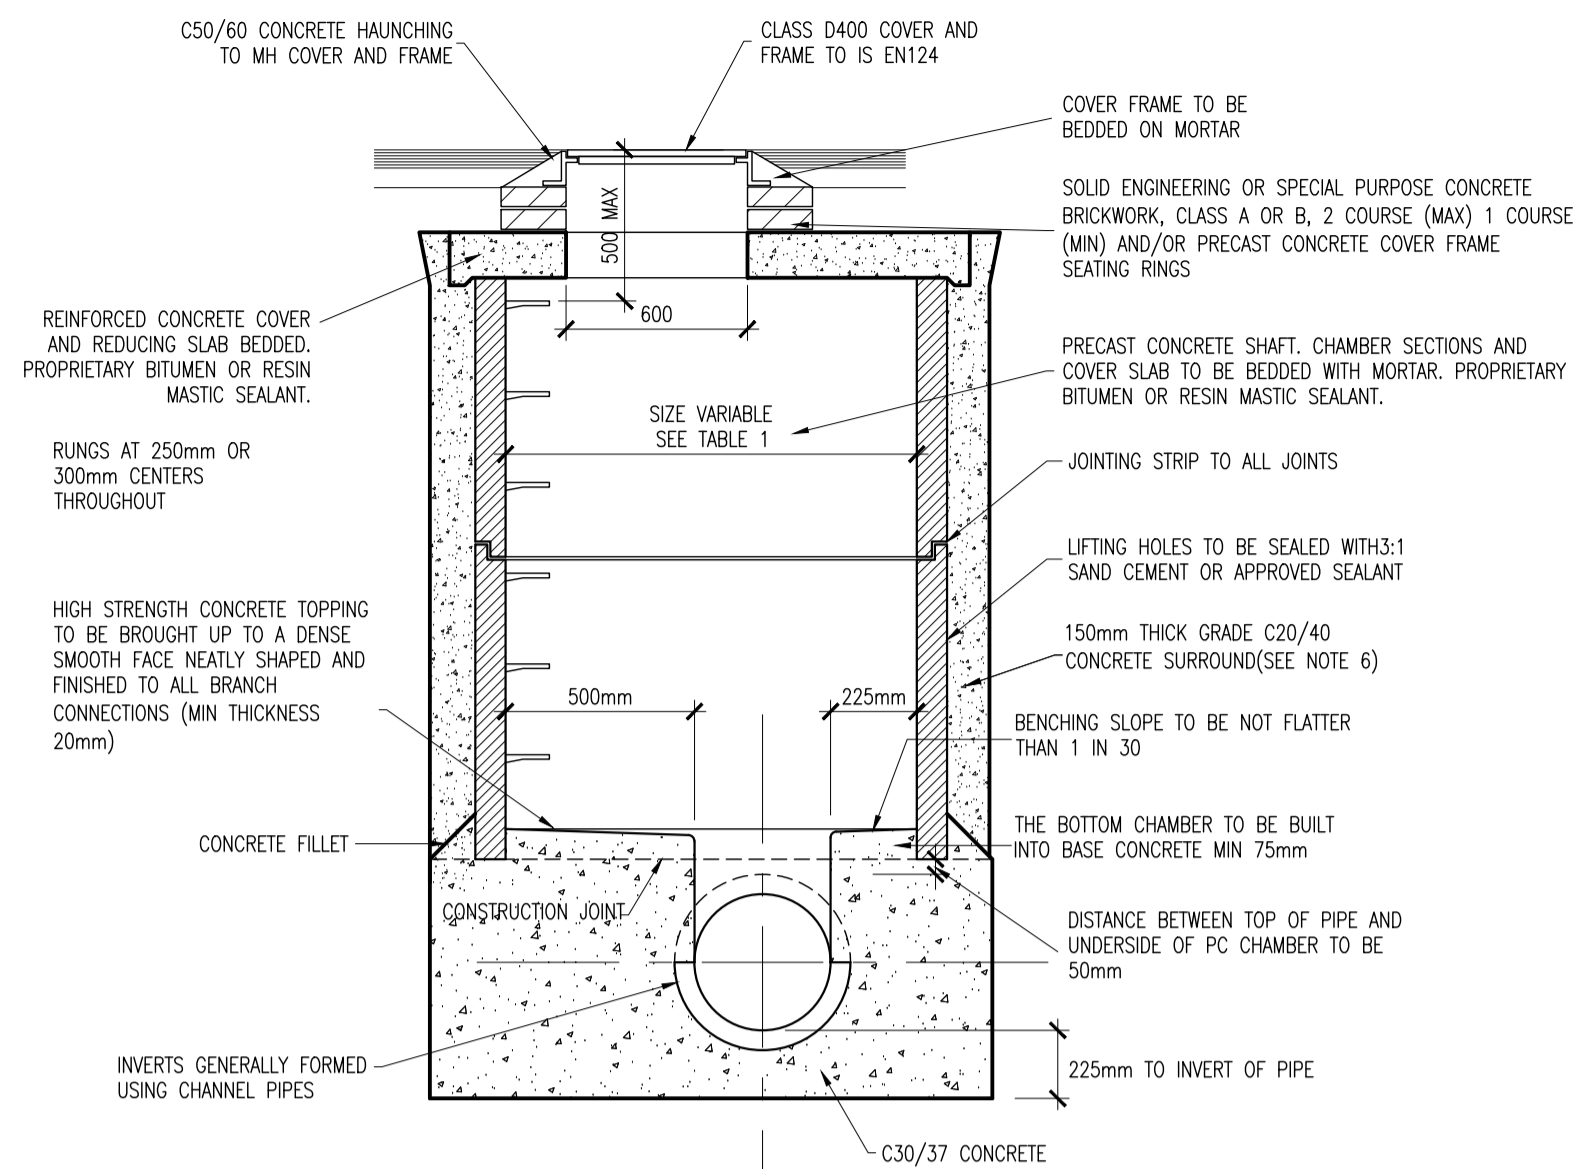 C50/60 CONCRETE HAUNCHING
TO MH COVER AND FRAME
CLASS D400 COVER AND
FRAME TO IS EN124
COVER FRAME TO BE
BEDDED ON MORTAR
SOLID ENGINEERING OR SPECIAL PURPOSE CONCRETE
BRICKWORK, CLASS A OR B, 2 COURSE (MAX) 1 COURSE
(MIN) AND/OR PRECAST CONCRETE COVER FRAME
SEATING RINGS
500 MAX
600
REINFORCED CONCRETE COVER
AND REDUCING SLAB BEDDED.
PROPRIETARY BITUMEN OR RESIN
MASTIC SEALANT.
PRECAST CONCRETE SHAFT. CHAMBER SECTIONS AND
COVER SLAB TO BE BEDDED WITH MORTAR. PROPRIETARY
BITUMEN OR RESIN MASTIC SEALANT.
SIZE VARIABLE
SEE TABLE 1
RUNGS AT 250mm OR
300mm CENTERS
THROUGHOUT
JOINTING STRIP TO ALL JOINTS
LIFTING HOLES TO BE SEALED WITH3:1
SAND CEMENT OR APPROVED SEALANT
HIGH STRENGTH CONCRETE TOPPING
TO BE BROUGHT UP TO A DENSE
SMOOTH FACE NEATLY SHAPED AND
FINISHED TO ALL BRANCH
CONNECTIONS (MIN THICKNESS
20mm)
150mm THICK GRADE C20/40
CONCRETE SURROUND(SEE NOTE 6)
500mm
225mm
BENCHING SLOPE TO BE NOT FLATTER
THAN 1 IN 30
CONCRETE FILLET
THE BOTTOM CHAMBER TO BE BUILT
INTO BASE CONCRETE MIN 75mm
CONSTRUCTION JOINT
DISTANCE BETWEEN TOP OF PIPE AND
UNDERSIDE OF PC CHAMBER TO BE
50mm
INVERTS GENERALLY FORMED
USING CHANNEL PIPES
225mm TO INVERT OF PIPE
C30/37 CONCRETE